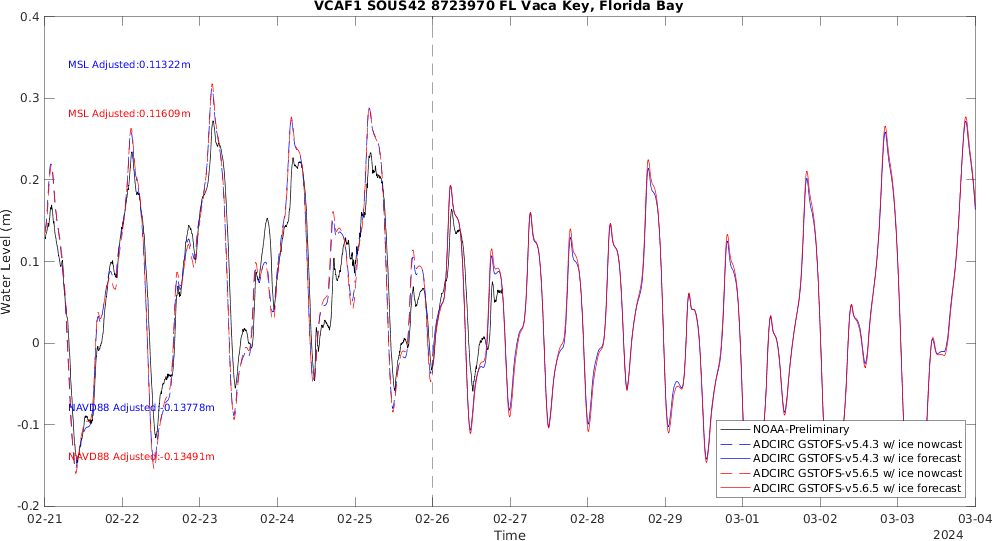 VCAF1 SOUS42 8723970 FL Vaca Key, Florida Bay
0.4
MSL Adjusted:0.11322m
0.3
MSL Adjusted:0.11609m
0.2
Water Level (m)
0.1
0
NAVD88 Adjusted:-0.13778m
-0.1
NAVD88 Adjusted:-0.13491m
NOAA-Preliminary
ADCIRC GSTOFS-v5.4.3 w/ ice nowcast
ADCIRC GSTOFS-v5.4.3 w/ ice forecast
ADCIRC GSTOFS-v5.6.5 w/ ice nowcast
ADCIRC GSTOFS-v5.6.5 w/ ice forecast
-0.2
02-21 02-22 02-23 02-24 02-25 02-26 02-27 02-28 02-29 03-01 03-02 03-03 03-04
Time
2024